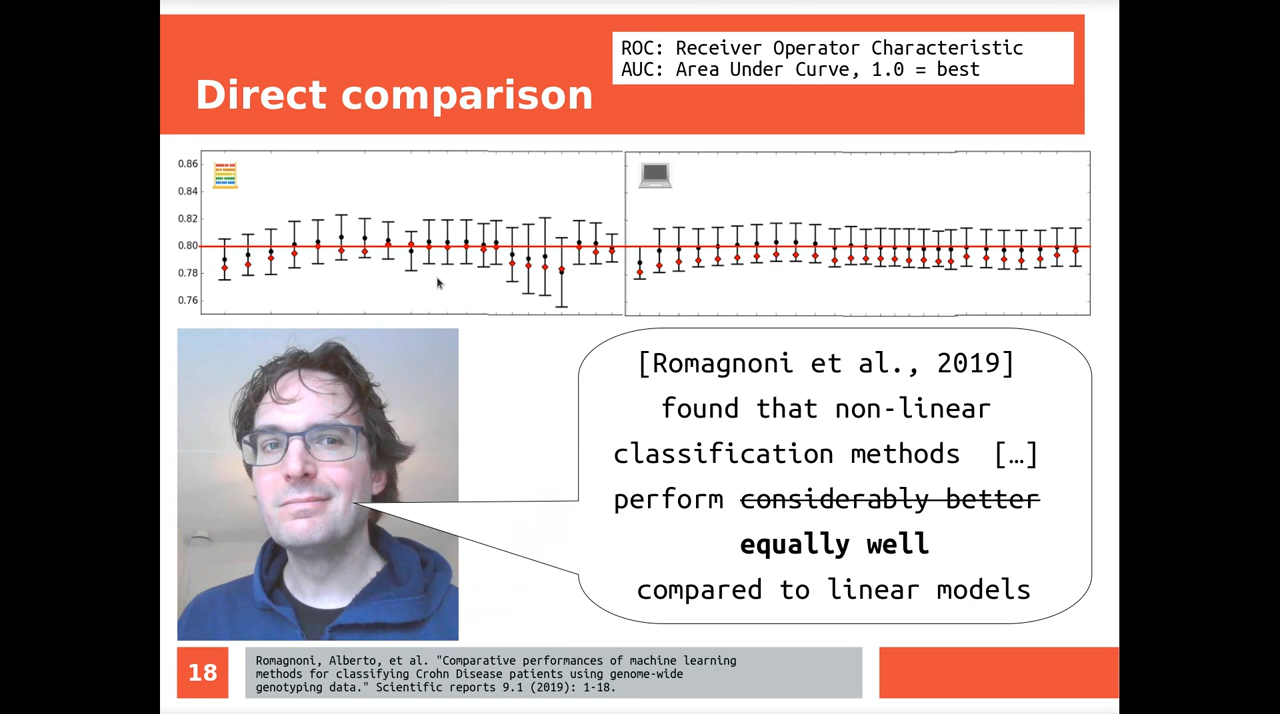 ROC: Receiver Operator Characteristic
AUC: Area Under Curve, 1.0 = best
Direct comparison
0.86
0.84
0.82
0.80
0.78
0.76
[Romagnoni et al., 2019]
found that non-linear
classification methods […]
perform considerably better
equally well
compared to linear models
18
Romagnoni, Alberto, et al. "Comparative performances of machine learning
methods for classifying Crohn Disease patients using genome-wide
genotyping data." Scientific reports 9.1 (2019): 1-18.